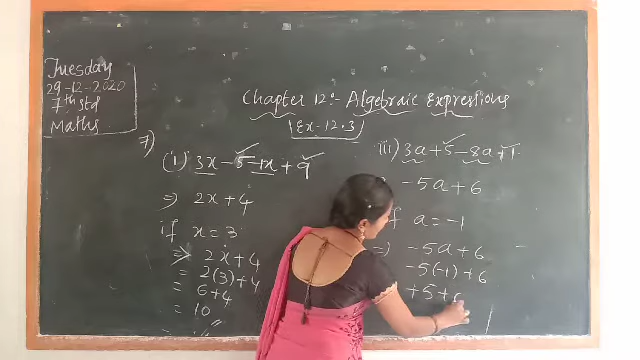 Tuesday
29-12-2020
7th Std
Maths
Chapter 12:- Algebraic Expressions
(Ex-12.3)
7)
(i) 3x - 5 - 1x + 9
⇒ 2x + 4
if x = 3
⇒ 2x + 4
= 2(3) + 4
= 6 + 4
= 10
iii) 3a + 5 - 8a + 1
-5a + 6
if a = -1
⇒) -5a + 6
-5(-1) + 6
+5 + 6